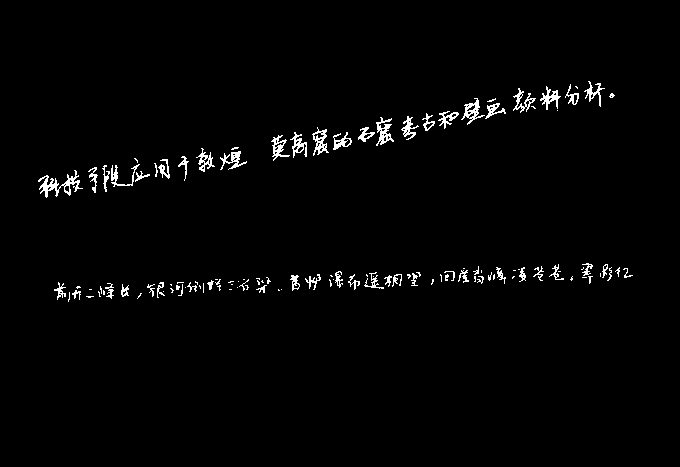 科技手段应用于敦煌 莫高窟的石窟考古和壁画颜料分析。
前开二峰长,银河倒挂三石梁。香炉瀑布遥相望,回崖沓嶂凌苍苍。翠影红